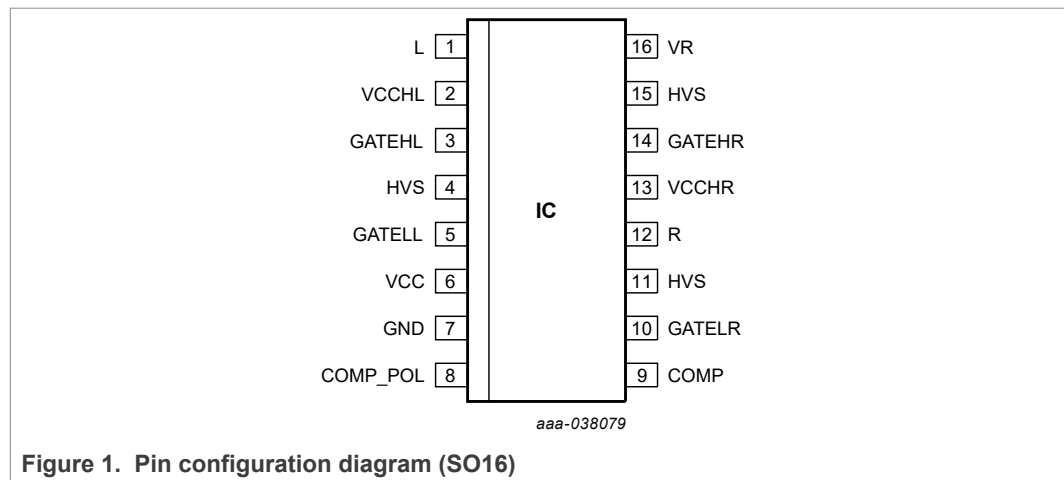 L 1 16 VR
VCCHL 2 15 HVS
GATEHL 3 14 GATEHR
HVS 4 13 VCCHR
IC
GATELL 5 12 R
VCC 6 11 HVS
GND 7 10 GATELR
COMP_POL 8 9 COMP
aaa-038079
Figure 1. Pin configuration diagram (SO16)